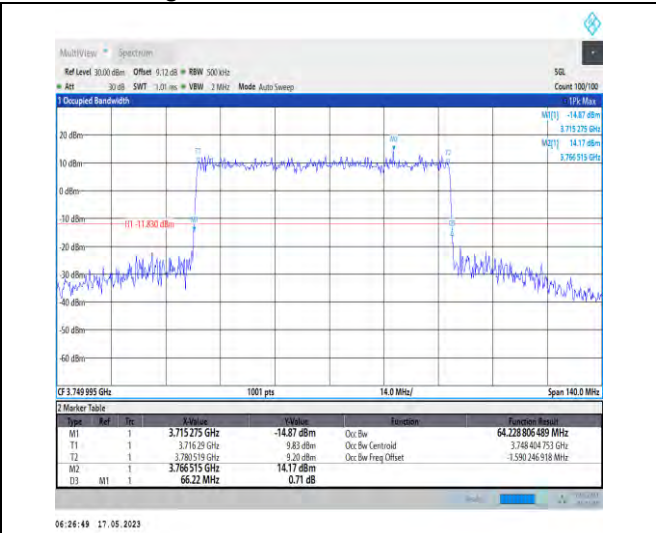 MultiView Spectrum
Ref Level 30.00 dBm Offset 9.12 dB RBW 500 kHz SGL
Att 30 dB SWT 1.01 ms VBW 2 MHz Mode Auto Sweep Count 100/100
1 Occupied Bandwidth 1Pk Max
M1[1] -14.87 dBm
3.715 275 GHz
M2[1] 14.17 dBm
3.766 515 GHz
20 dBm
M2
T1
T2
10 dBm
0 dBm
-10 dBm
H1 -11.830 dBm
M1
D3
-20 dBm
-30 dBm
-40 dBm
-50 dBm
-60 dBm
CF 3.749 995 GHz 1001 pts 14.0 MHz/ Span 140.0 MHz
2 Marker Table
Type Ref Trc X-Value Y-Value Function Function Result
M1 1 3.715 275 GHz -14.87 dBm Occ Bw 64.228 806 489 MHz
T1 1 3.716 29 GHz 9.83 dBm Occ Bw Centroid 3.748 404 753 GHz
T2 1 3.780 519 GHz 9.20 dBm Occ Bw Freq Offset -1.590 246 918 MHz
M2 1 3.766 515 GHz 14.17 dBm
D3 M1 1 66.22 MHz 0.71 dB
06:26:49 17.05.2023